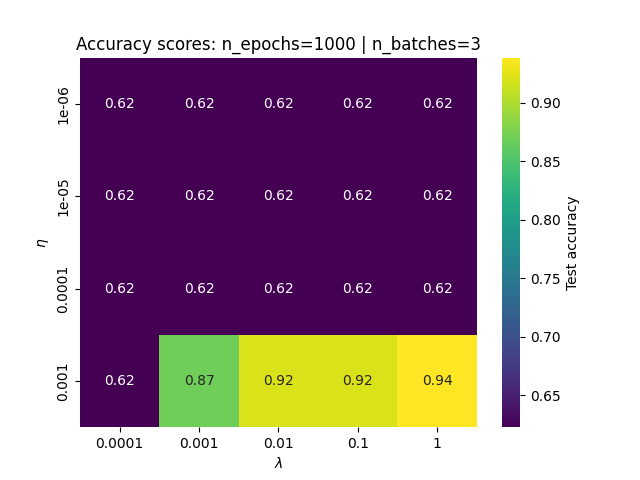 Accuracy scores: n_epochs=1000 | n_batches=3
1e-06 0.62 0.62 0.62 0.62 0.62
1e-05 0.62 0.62 0.62 0.62 0.62
0.0001 0.62 0.62 0.62 0.62 0.62
0.001 0.62 0.87 0.92 0.92 0.94
η
0.0001 0.001 0.01 0.1 1
λ
0.90
0.85
0.80
0.75
0.70
0.65
Test accuracy